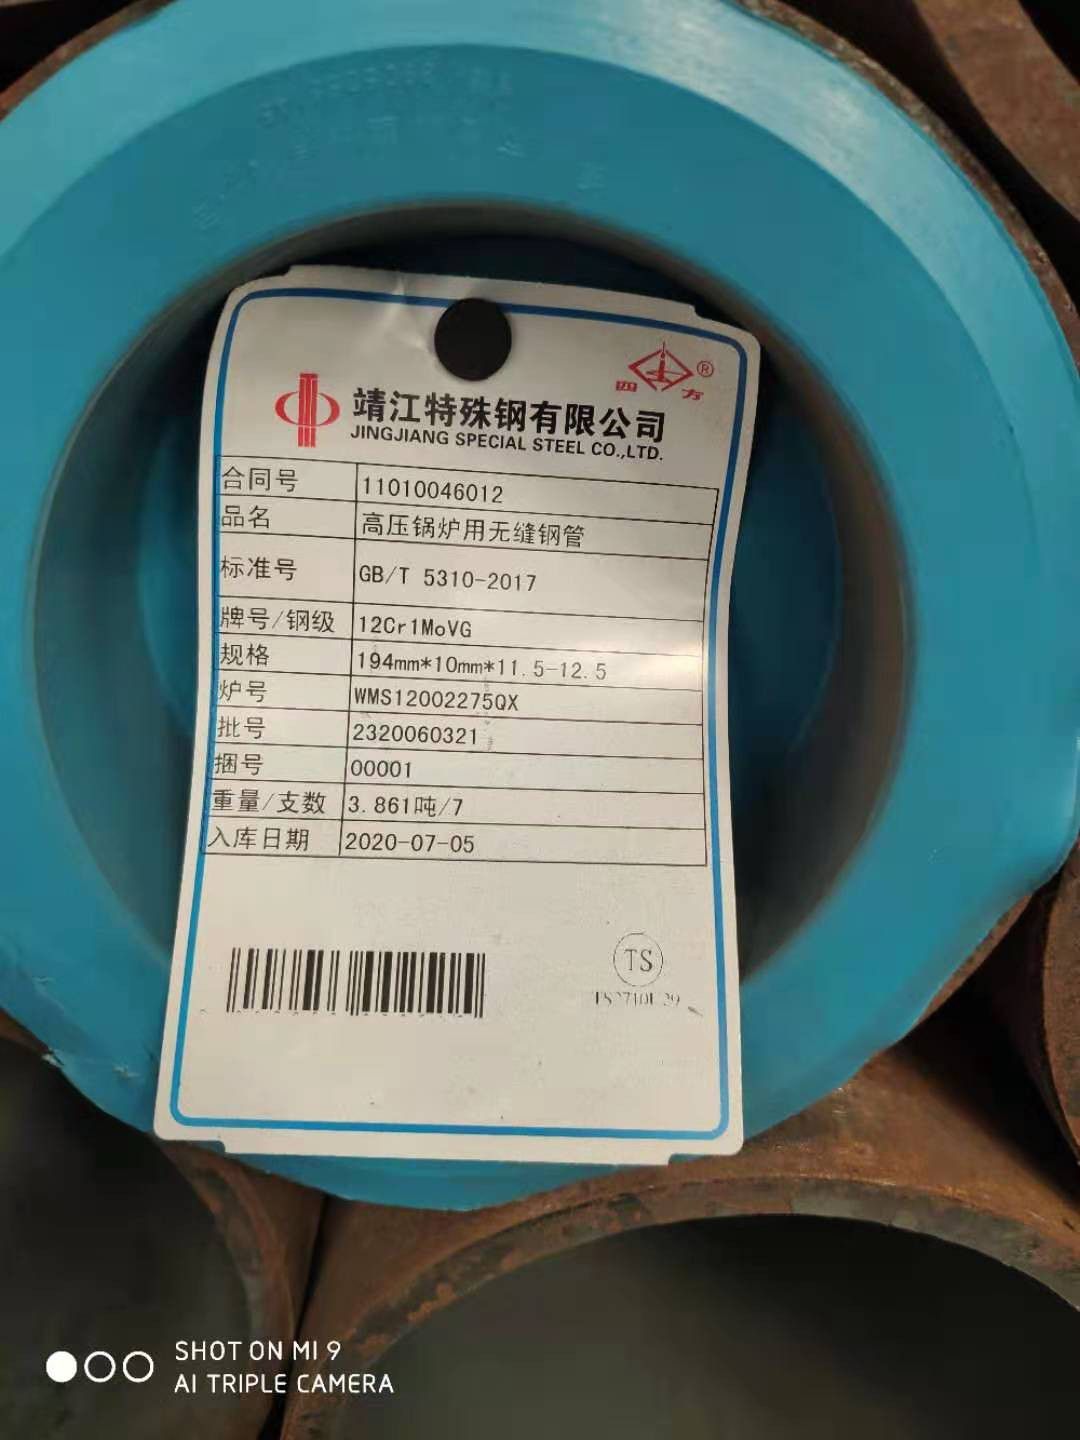 四方®
靖江特殊钢有限公司
JINGJIANG SPECIAL STEEL CO.,LTD.
合同号 11010046012
品名 高压锅炉用无缝钢管
标准号 GB/T 5310-2017
牌号/钢级 12Cr1MoVG
规格 194mm*10mm*11.5-12.5
炉号 WMS12002275QX
批号 2320060321
捆号 00001
重量/支数 3.861吨/7
入库日期 2020-07-05
TS
SHOT ON MI 9
AI TRIPLE CAMERA